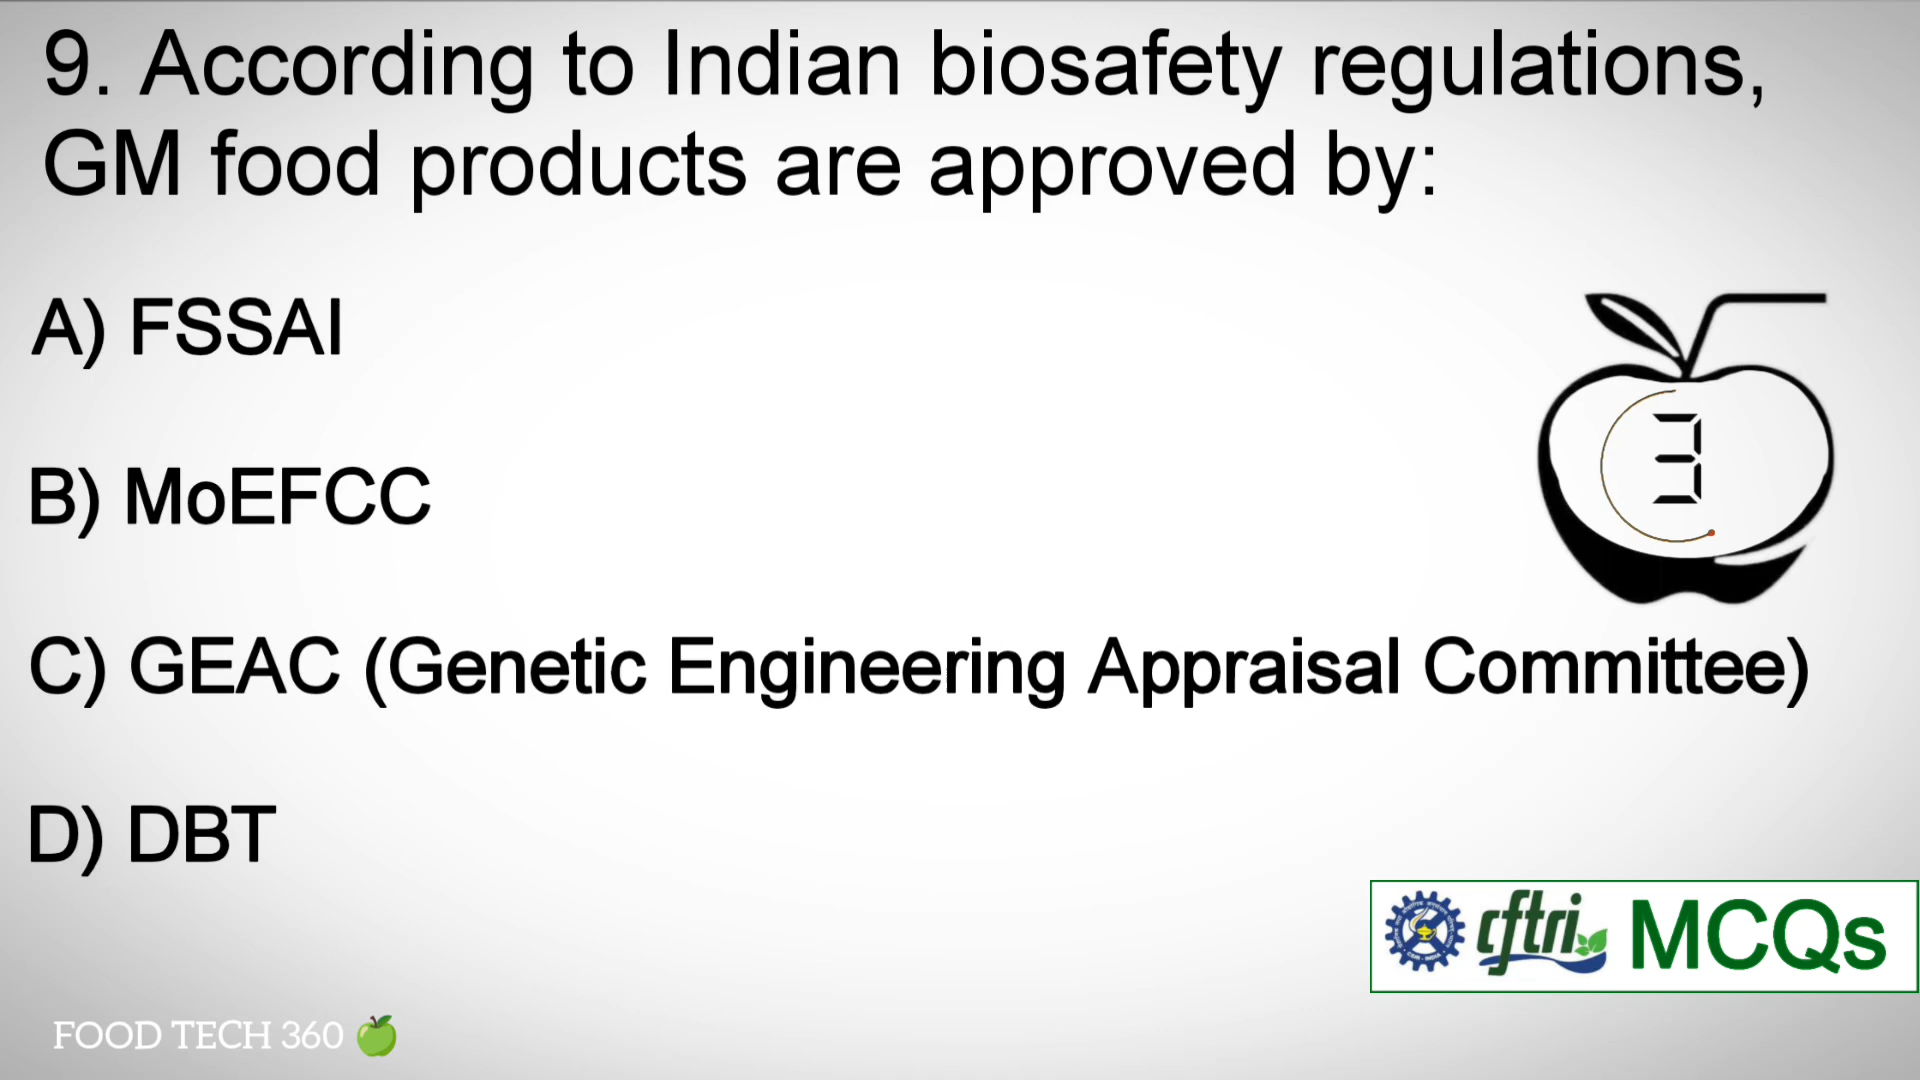 9. According to Indian biosafety regulations,
GM food products are approved by:
A) FSSAI
B) MoEFCC
3
C) GEAC (Genetic Engineering Appraisal Committee)
D) DBT
cftri MCQs
FOOD TECH 360